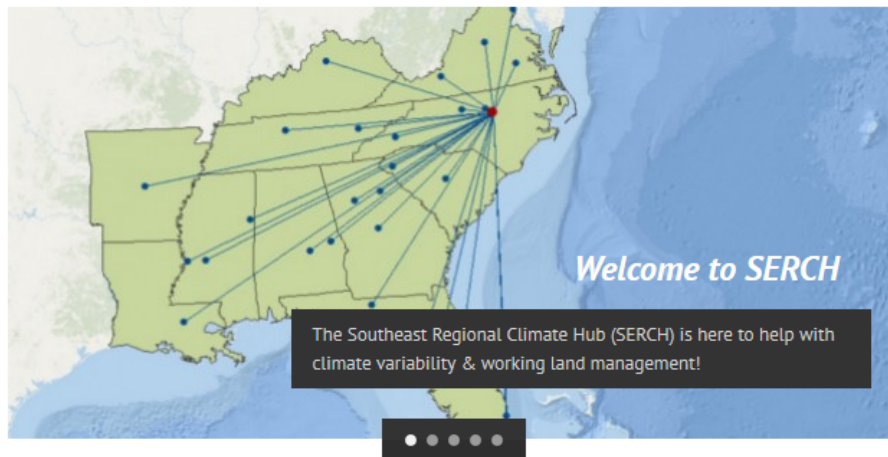 Welcome to SERCH
The Southeast Regional Climate Hub (SERCH) is here to help with
climate variability & working land management!